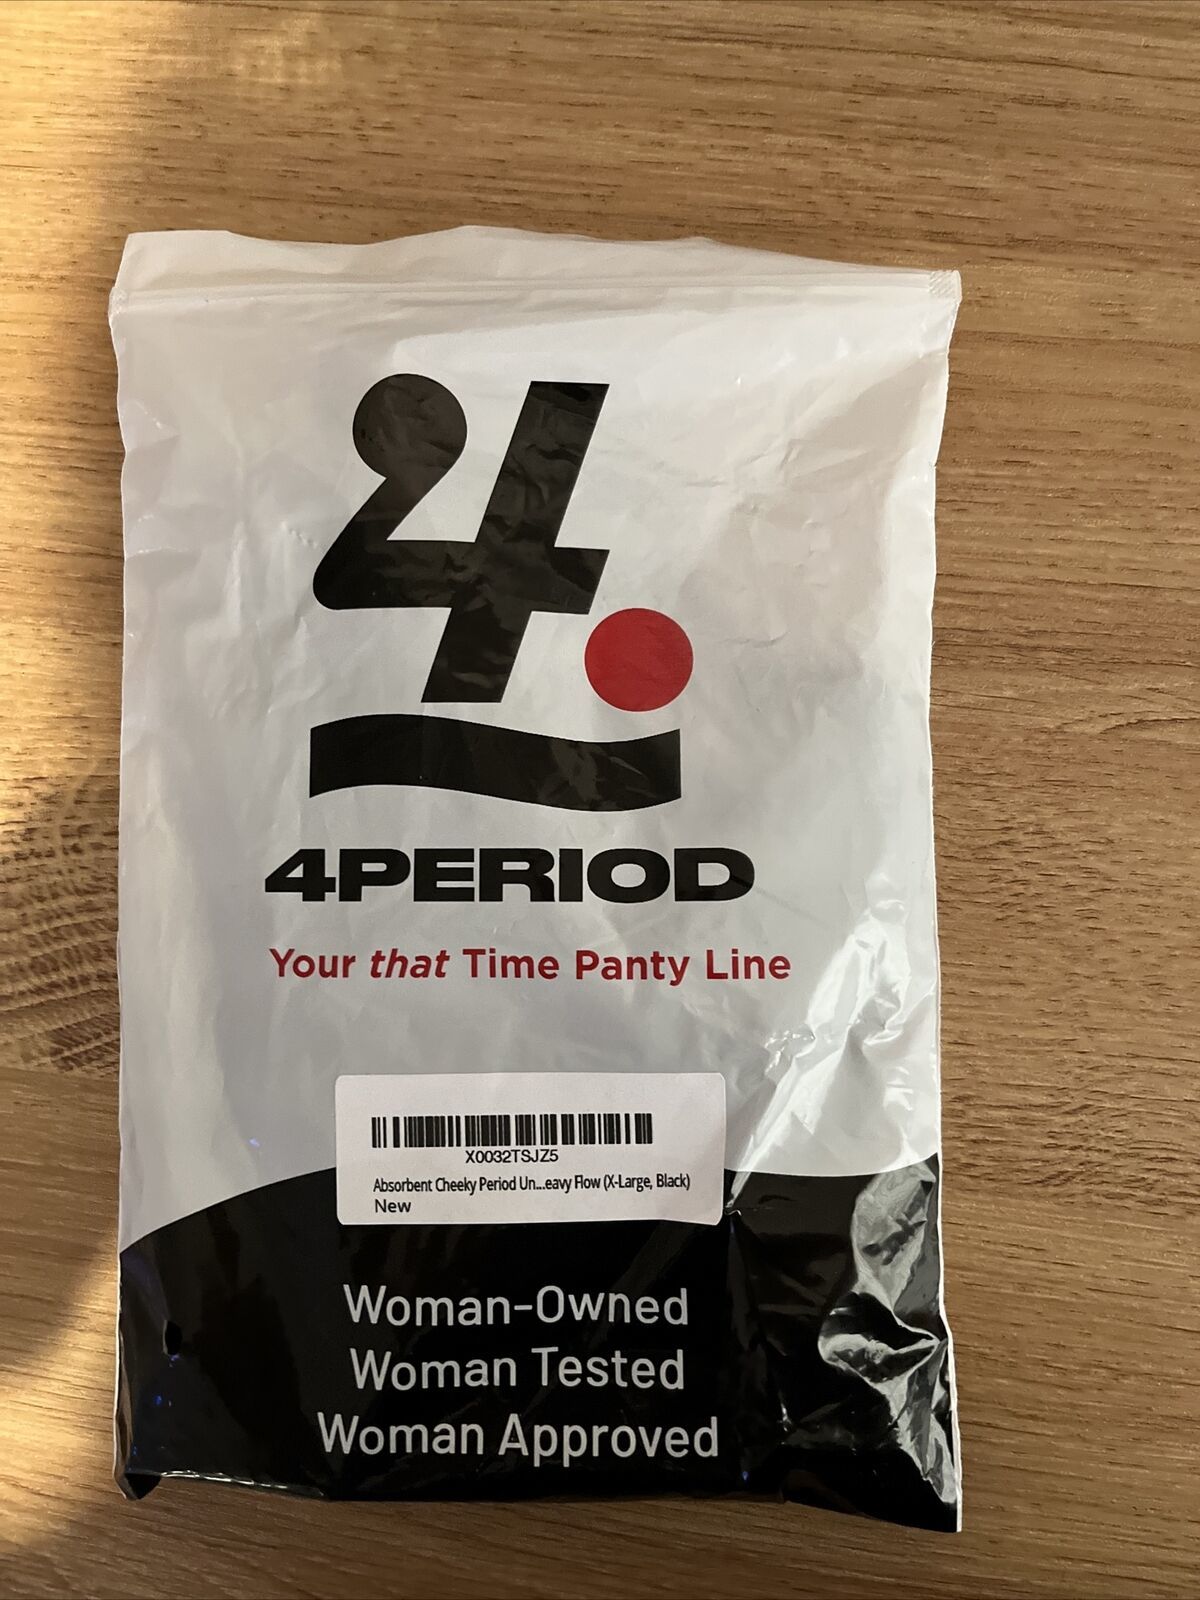 4.
4PERIOD
Your that Time Panty Line
X0032TSJZ5
Absorbent Cheeky Period Un...eavy Flow (X-Large, Black)
New
Woman-Owned
Woman Tested
Woman Approved